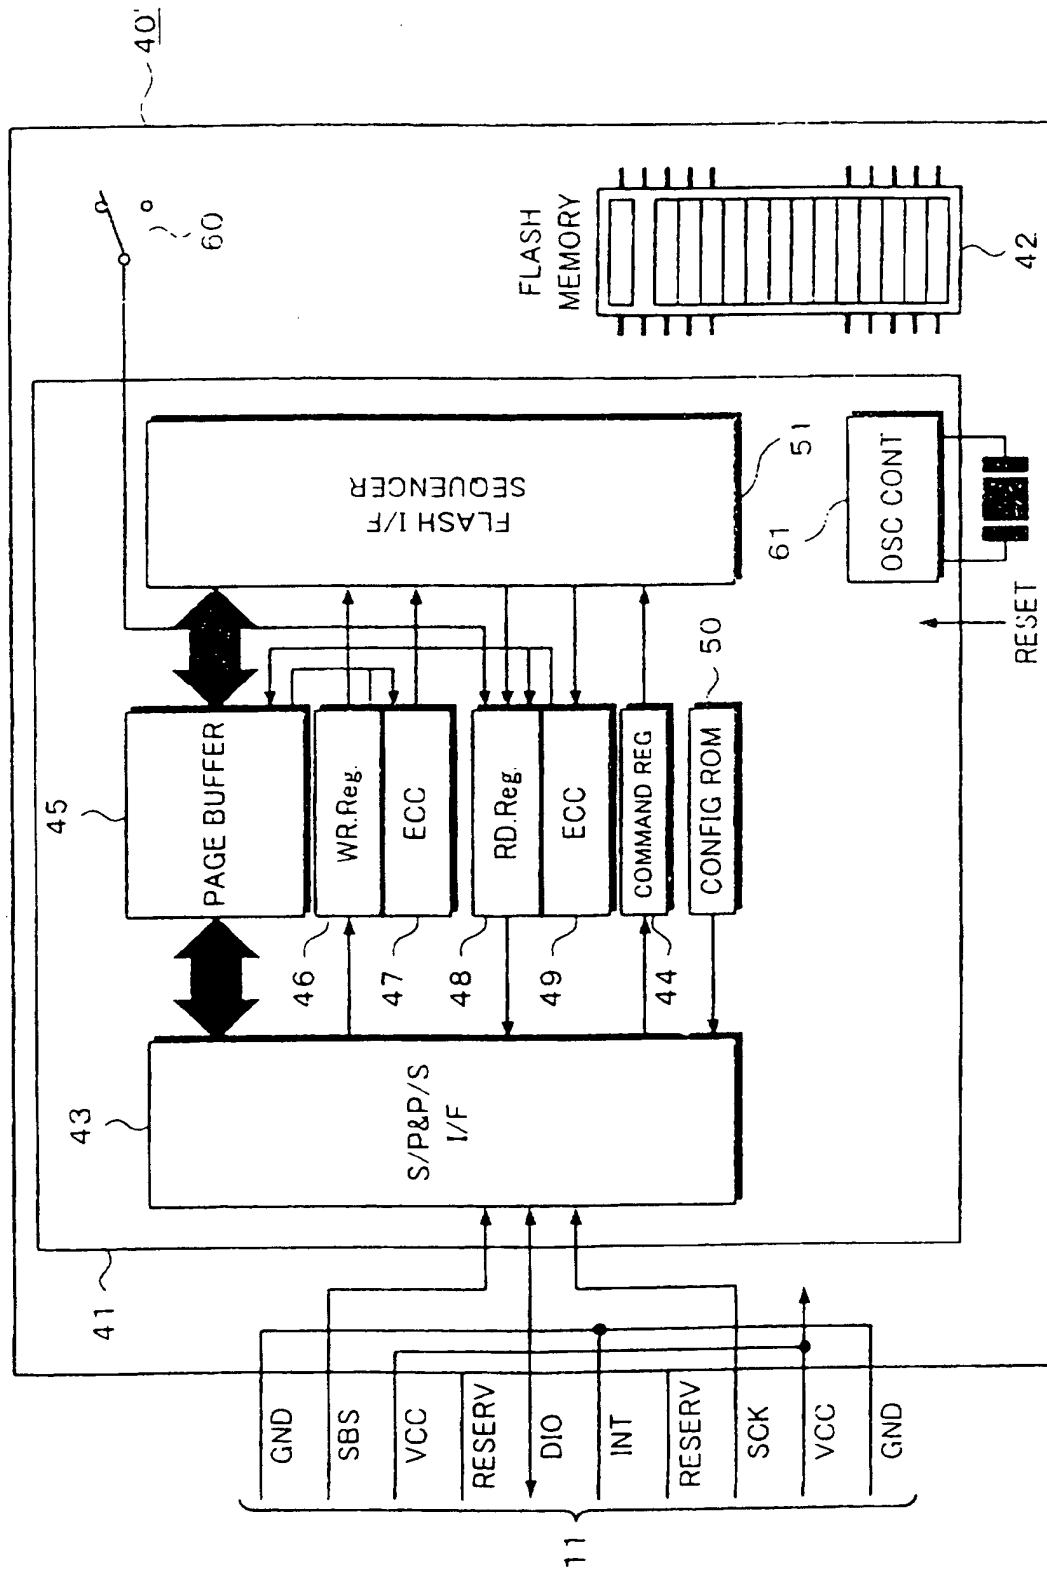 40'
60
FLASH
MEMORY
42
45
PAGE BUFFER
FLASH I/F
SEQUENCER
51
46
WR.Reg.
47
ECC
48
RD.Reg.
49
ECC
44
COMMAND REG
CONFIG ROM
50
61
OSC CONT
RESET
43
S/P&P/S
I/F
41
GND
SBS
VCC
RESERV
DIO
INT
RESERV
SCK
VCC
GND
11